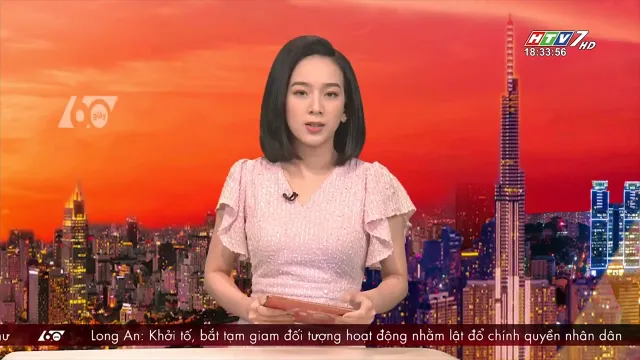 HTV7 HD
18:33:56
60 giây
ư 60 Long An: Khởi tố, bắt tạm giam đối tượng hoạt động nhằm lật đổ chính quyền nhân dân